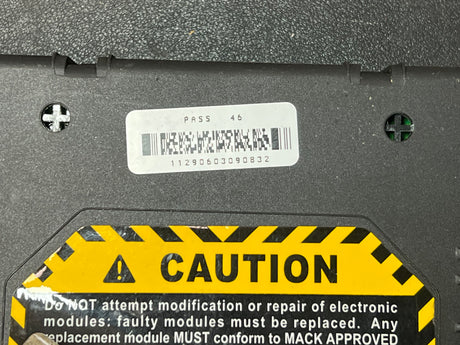 PASS 46
11290603090832
⚠ CAUTION
Do NOT attempt modification or repair of electronic
modules: faulty modules must be replaced. Any
replacement module MUST conform to MACK APPROVED